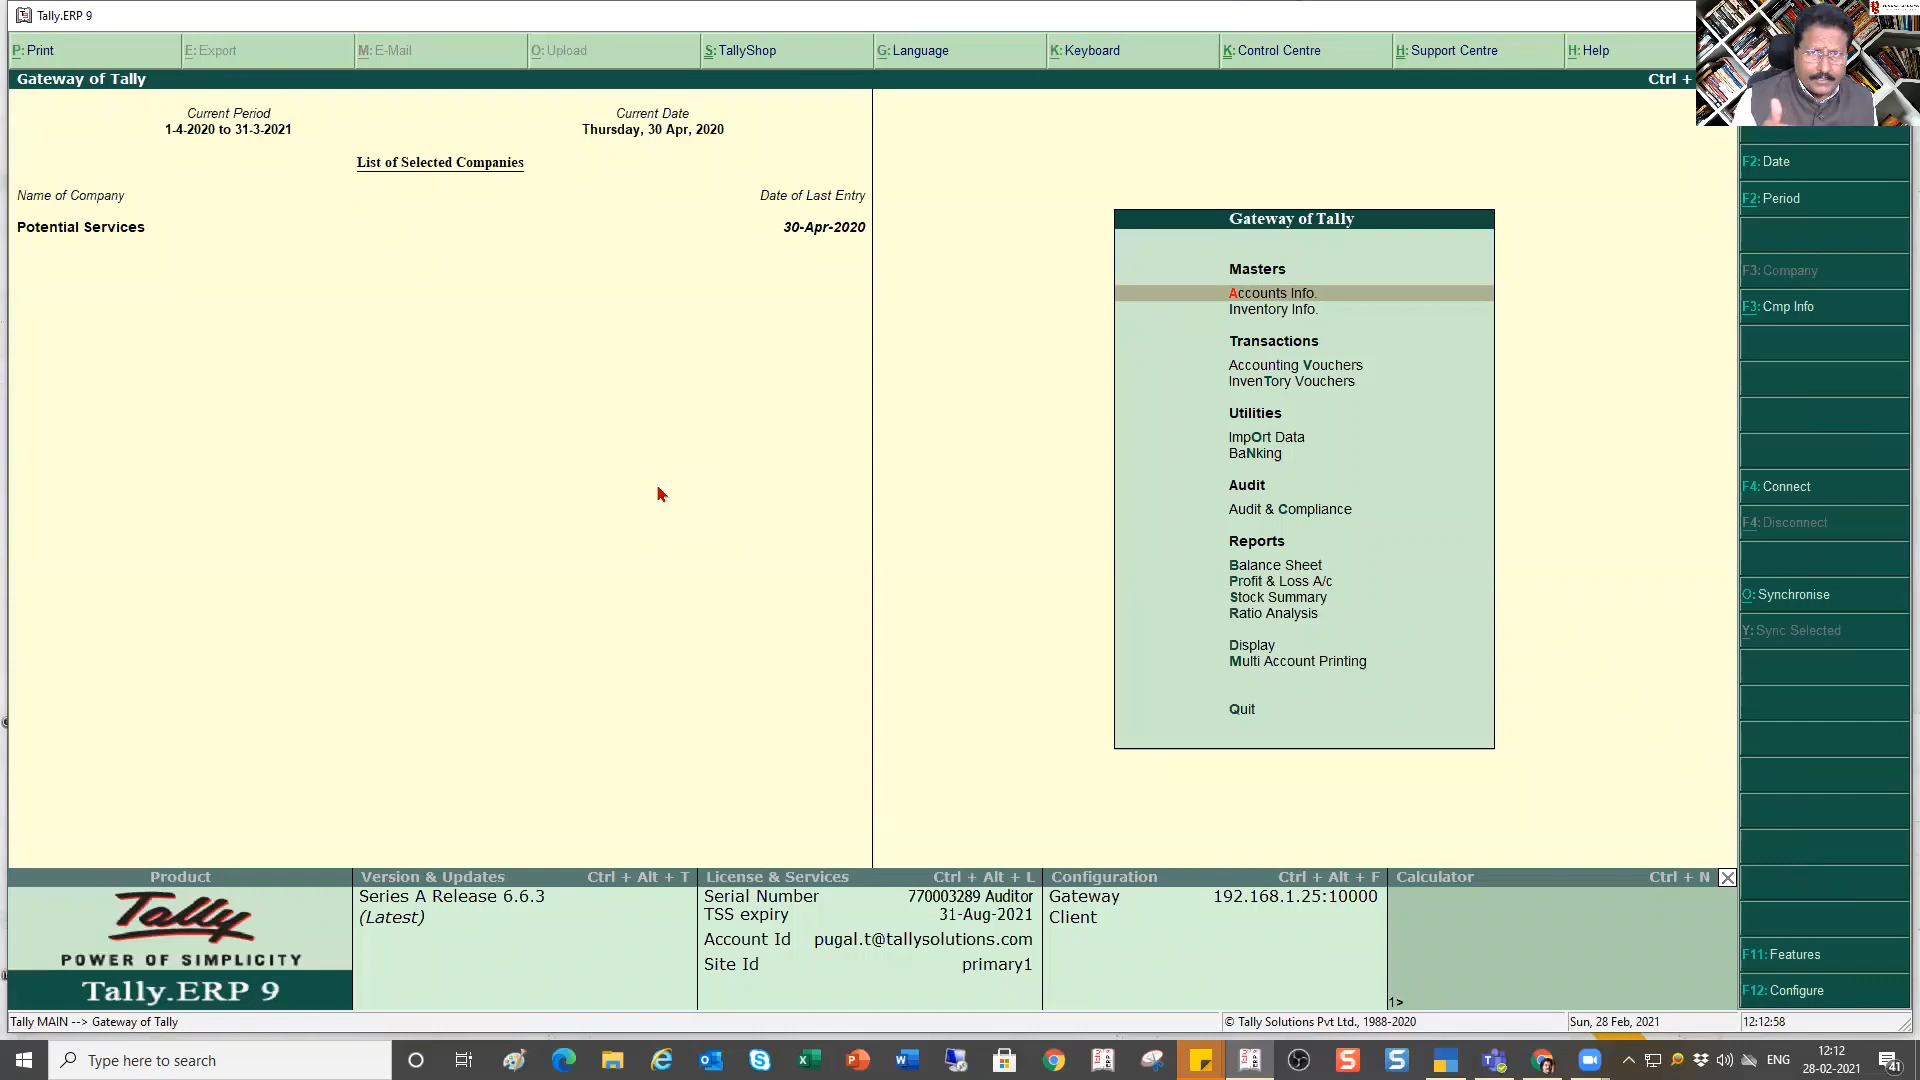 Tally.ERP 9
P: Print
E: Export
M: E-Mail
O: Upload
S: TallyShop
G: Language
K: Keyboard
K: Control Centre
H: Support Centre
H: Help
Gateway of Tally
Ctrl +
Current Period
1-4-2020 to 31-3-2021
Current Date
Thursday, 30 Apr, 2020
List of Selected Companies
Name of Company
Date of Last Entry
Potential Services
30-Apr-2020
Gateway of Tally
Masters
Accounts Info.
Inventory Info.
Transactions
Accounting Vouchers
InvenTory Vouchers
Utilities
ImpOrt Data
BaNking
Audit
Audit & Compliance
Reports
Balance Sheet
Profit & Loss A/c
Stock Summary
Ratio Analysis
Display
Multi Account Printing
Quit
F2: Date
F2: Period
F3: Company
F3: Cmp Info
F4: Connect
F4: Disconnect
O: Synchronise
Y: Sync Selected
F11: Features
F12: Configure
Product
Tally
POWER OF SIMPLICITY
Tally.ERP 9
Version & Updates Ctrl + Alt + T
Series A Release 6.6.3
(Latest)
License & Services Ctrl + Alt + L
Serial Number 770003289 Auditor
TSS expiry 31-Aug-2021
Account Id pugal.t@tallysolutions.com
Site Id primary1
Configuration Ctrl + Alt + F
Gateway 192.168.1.25:10000
Client
Calculator Ctrl + N
1>
Tally MAIN --> Gateway of Tally
© Tally Solutions Pvt Ltd., 1988-2020
Sun, 28 Feb, 2021
12:12:58
Type here to search
ENG
12:12
28-02-2021
41